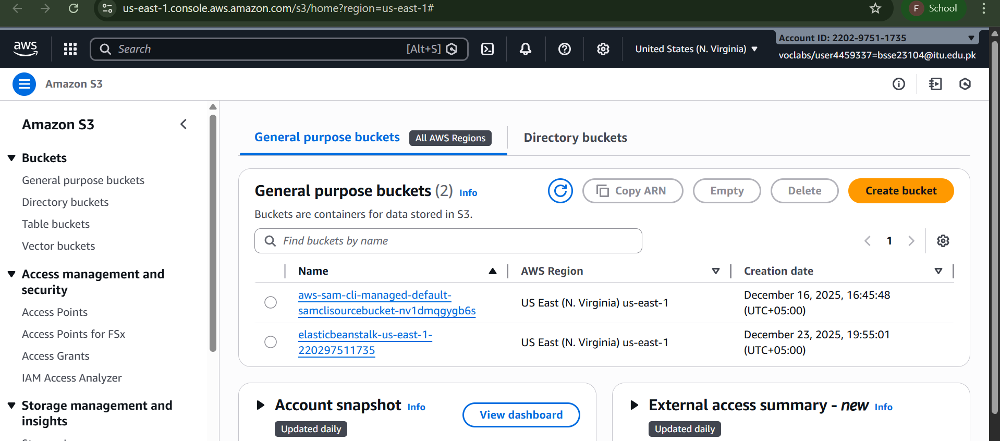 us-east-1.console.aws.amazon.com/s3/home?region=us-east-1#
F School
aws
Search [Alt+S]
United States (N. Virginia)
Account ID: 2202-9751-1735
voclabs/user4459337=bsse23104@itu.edu.pk
Amazon S3
Amazon S3
Buckets
General purpose buckets
Directory buckets
Table buckets
Vector buckets
Access management and
security
Access Points
Access Points for FSx
Access Grants
IAM Access Analyzer
Storage management and
insights
General purpose buckets All AWS Regions Directory buckets
General purpose buckets (2) Info
Copy ARN Empty Delete Create bucket
Buckets are containers for data stored in S3.
Find buckets by name
1
Name AWS Region Creation date
aws-sam-cli-managed-default-
samclisourcebucket-nv1dmqgygb6s
US East (N. Virginia) us-east-1
December 16, 2025, 16:45:48
(UTC+05:00)
elasticbeanstalk-us-east-1-
220297511735
US East (N. Virginia) us-east-1
December 23, 2025, 19:55:01
(UTC+05:00)
Account snapshot Info
Updated daily
View dashboard
External access summary - new Info
Updated daily